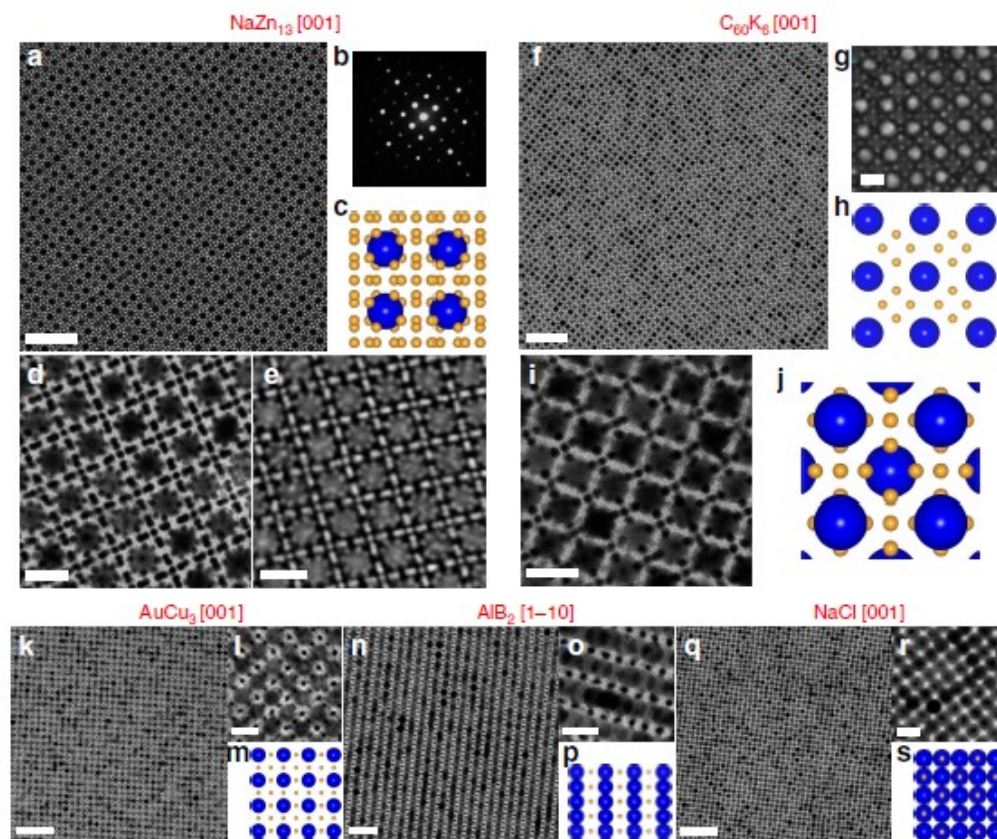 NaZn13 [001]
C60K6 [001]
a
b
f
g
c
h
d
e
i
j
AuCu3 [001]
AlB2 [1–10]
NaCl [001]
k
l
n
o
q
r
m
p
s